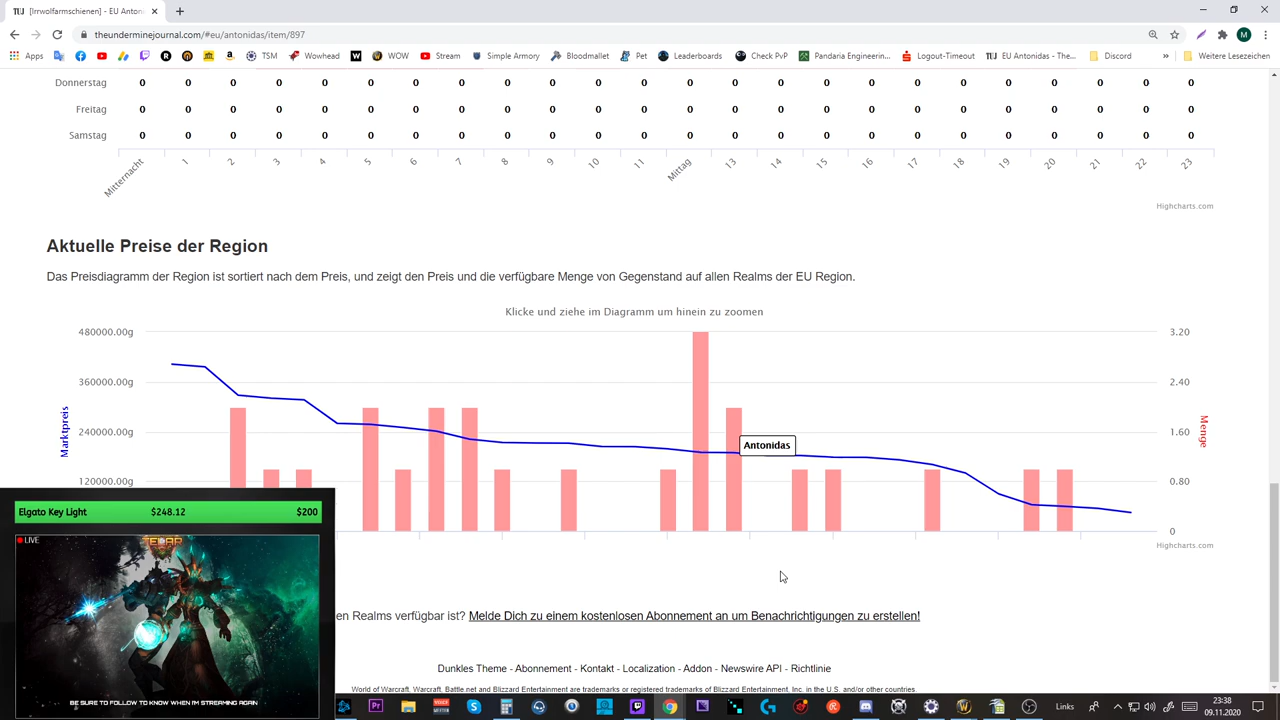 [Irrwolfarmschienen] - EU Anton
theunderminejournal.com/#eu/antonidas/item/897
M
Apps TSM Wowhead WOW Stream Simple Armory Bloodmallet Pet Leaderboards Check PvP Pandaria Engineerin... Logout-Timeout EU Antonidas - The... Discord » Weitere Lesezeichen
Donnerstag 0 0 0 0 0 0 0 0 0 0 0 0 0 0 0 0 0 0 0 0 0 0 0 0
Freitag 0 0 0 0 0 0 0 0 0 0 0 0 0 0 0 0 0 0 0 0 0 0 0 0
Samstag 0 0 0 0 0 0 0 0 0 0 0 0 0 0 0 0 0 0 0 0 0 0 0 0
Mitternacht 1 2 3 4 5 6 7 8 9 10 11 Mittag 13 14 15 16 17 18 19 20 21 22 23
Highcharts.com
Aktuelle Preise der Region
Das Preisdiagramm der Region ist sortiert nach dem Preis, und zeigt den Preis und die verfügbare Menge von Gegenstand auf allen Realms der EU Region.
Klicke und ziehe im Diagramm um hinein zu zoomen
480000.00g 3.20
360000.00g 2.40
240000.00g 1.60
120000.00g 0.80
0
Marktpreis
Menge
Antonidas
Highcharts.com
Elgato Key Light $248.12 $200
LIVE
BE SURE TO FOLLOW TO KNOW WHEN I'M STREAMING AGAIN
en Realms verfügbar ist? Melde Dich zu einem kostenlosen Abonnement an um Benachrichtigungen zu erstellen!
Dunkles Theme - Abonnement - Kontakt - Localization - Addon - Newswire API - Richtlinie
World of Warcraft, Warcraft, Battle.net and Blizzard Entertainment are trademarks or registered trademarks of Blizzard Entertainment, Inc. in the U.S. and/or other countries.
Links
23:38
09.11.2020